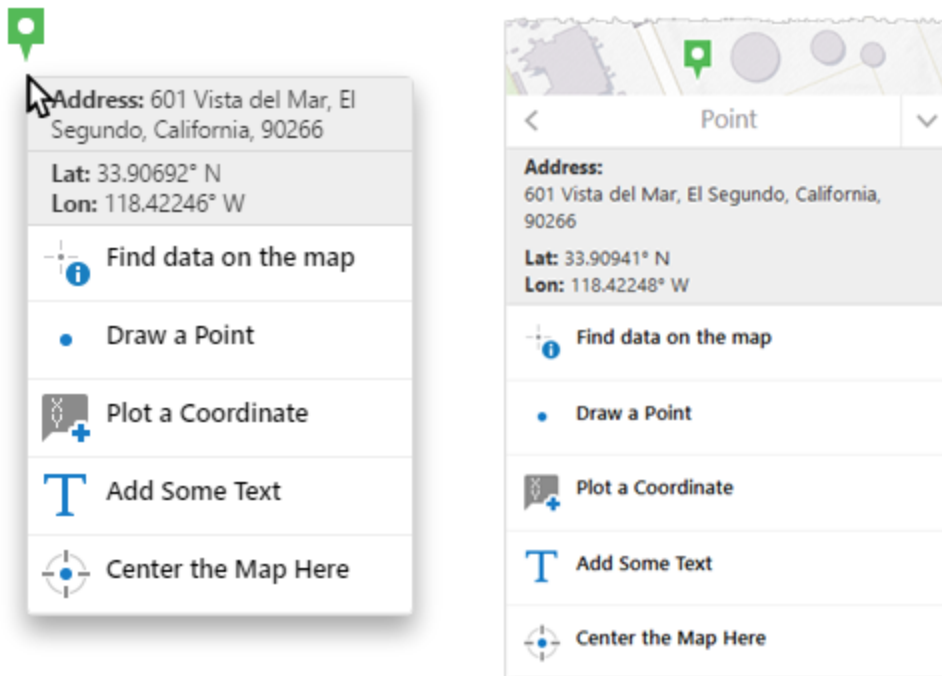 Address: 601 Vista del Mar, El
Segundo, California, 90266
Lat: 33.90692° N
Lon: 118.42246° W
Find data on the map
Draw a Point
Plot a Coordinate
Add Some Text
Center the Map Here
Point
Address:
601 Vista del Mar, El Segundo, California,
90266
Lat: 33.90941° N
Lon: 118.42248° W
Find data on the map
Draw a Point
Plot a Coordinate
Add Some Text
Center the Map Here